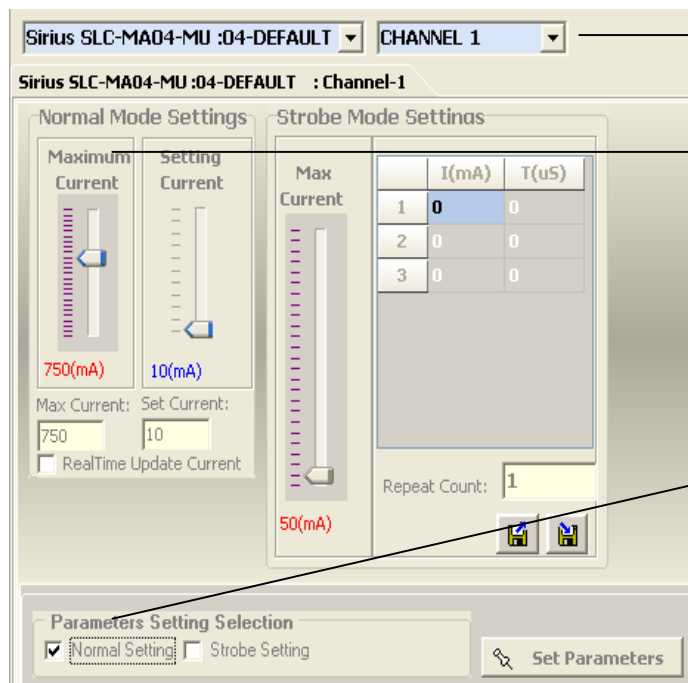 Sirius SLC-MA04-MU :04-DEFAULT CHANNEL 1
Sirius SLC-MA04-MU :04-DEFAULT : Channel-1
Normal Mode Settings
Maximum Current
Setting Current
750(mA)
10(mA)
Max Current: Set Current:
750 10
RealTime Update Current
Strobe Mode Settings
Max Current
50(mA)
I(mA) T(uS)
1 0 0
2 0 0
3 0 0
Repeat Count: 1
Parameters Setting Selection
Normal Setting Strobe Setting
Set Parameters